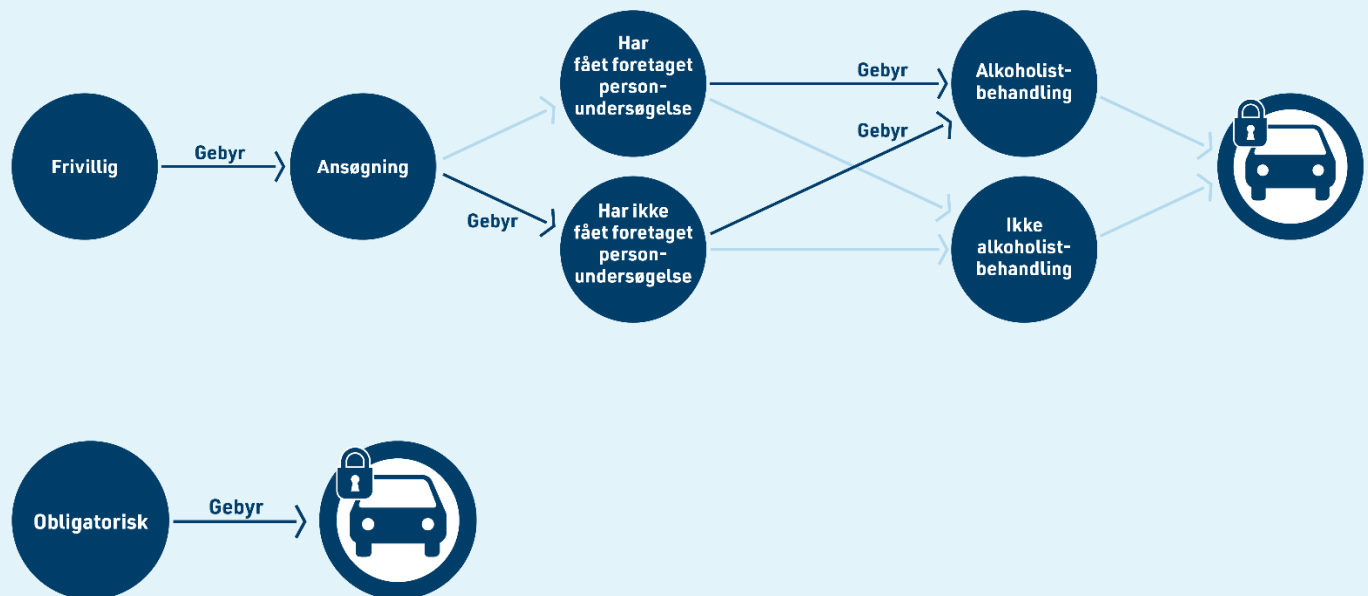 Frivillig
Gebyr
Ansøgning
Gebyr
Har
fået foretaget
person-
undersøgelse
Har ikke
fået foretaget
person-
undersøgelse
Gebyr
Gebyr
Alkoholist-
behandling
Ikke
alkoholist-
behandling
Obligatorisk
Gebyr